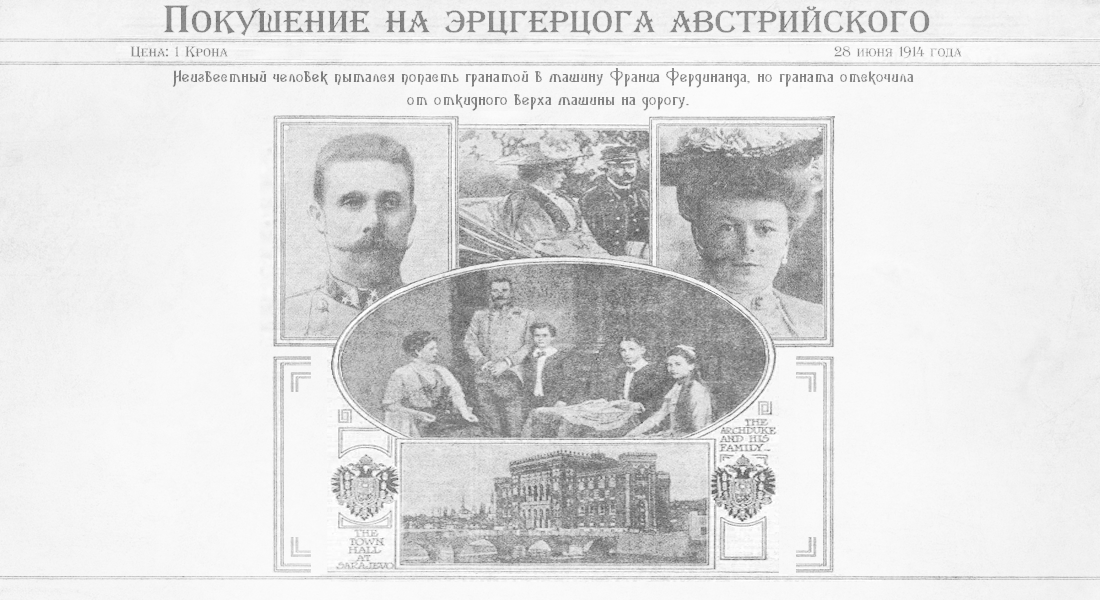 Покушение на эрцгерцога австрийского
Цена: 1 Крона
28 июня 1914 года
Неизвестный человек пытался попасть гранатой в машину Франца Фердинанда, но граната отскочила
от откидного верха машины на дорогу.
THE
ARCHDUKE
AND HIS
FAMILY
THE
TOWN
HALL
AT
SARAJEVO